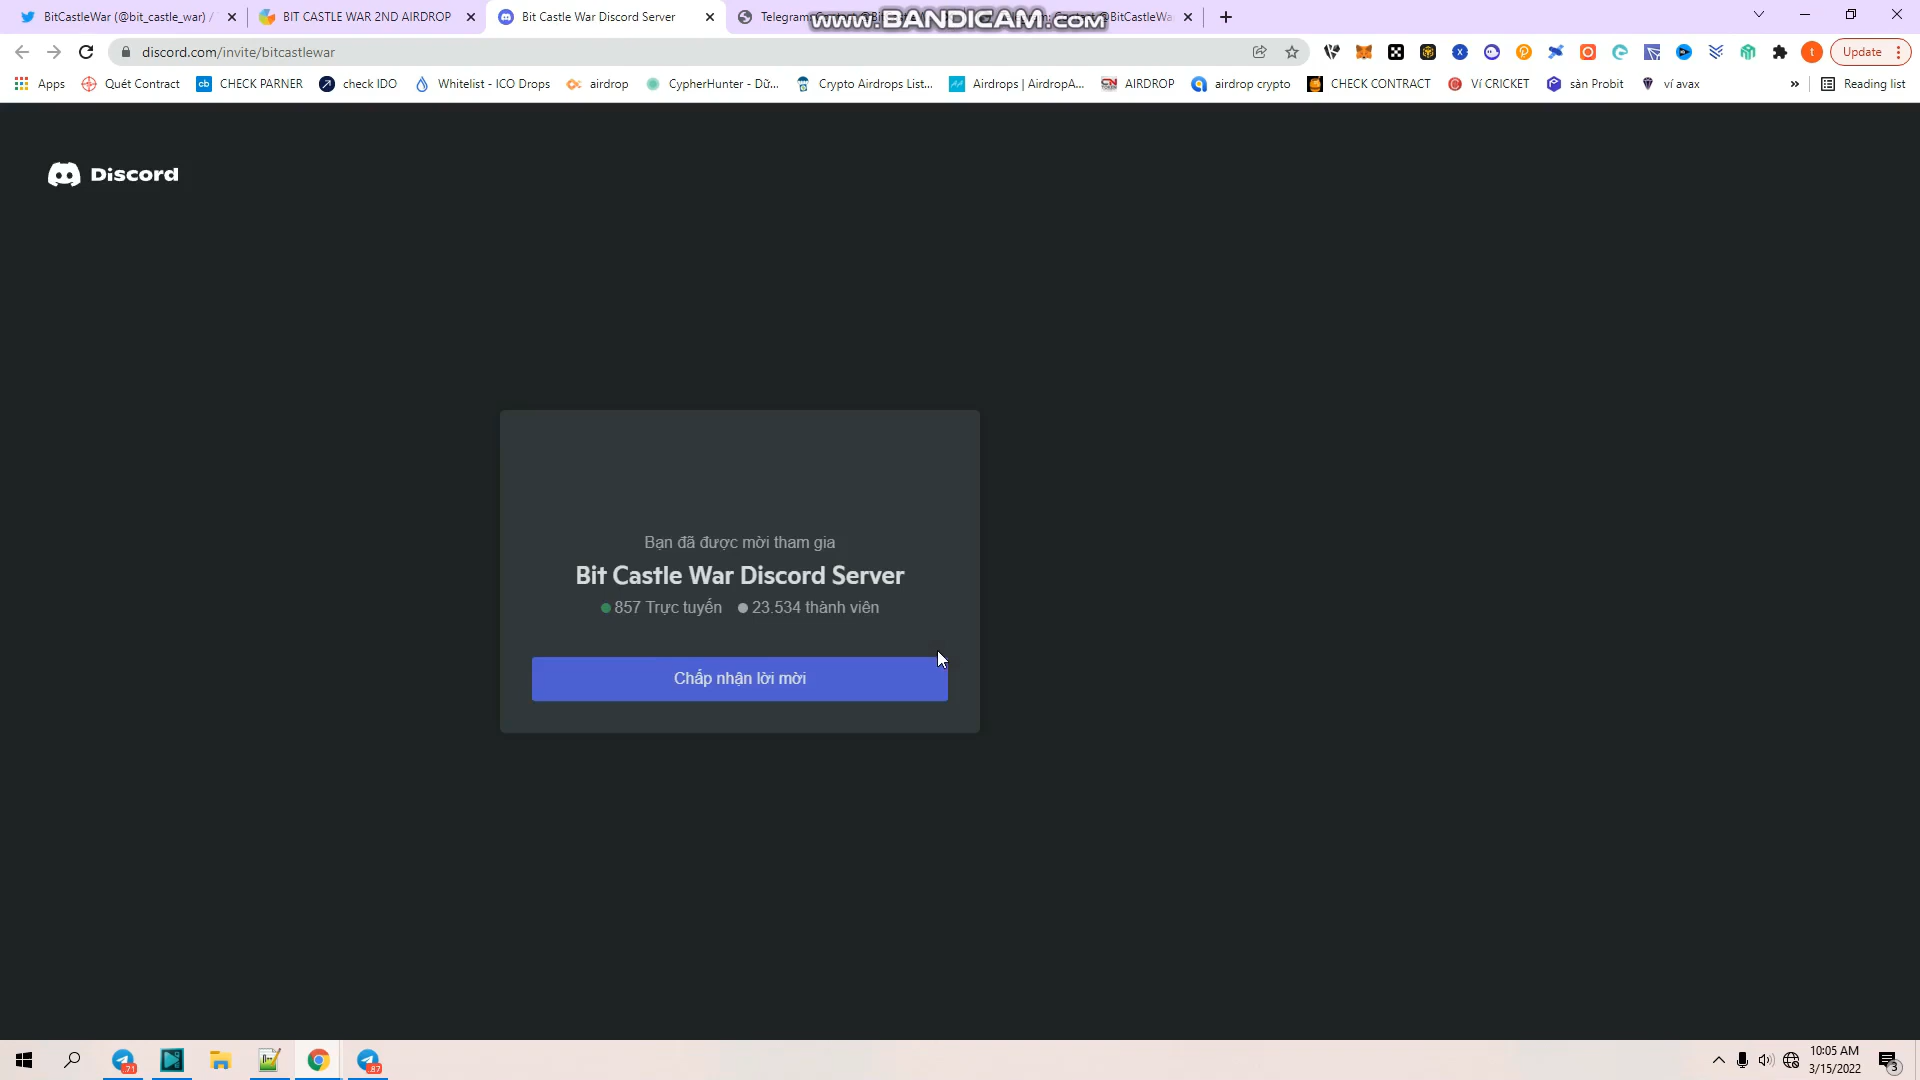 BitCastleWar (@bit_castle_war) /
BIT CASTLE WAR 2ND AIRDROP
Bit Castle War Discord Server
www.BANDICAM.com
discord.com/invite/bitcastlewar
Update
Apps
Quét Contract
CHECK PARNER
check IDO
Whitelist - ICO Drops
airdrop
CypherHunter - Dữ...
Crypto Airdrops List...
Airdrops | AirdropA...
AIRDROP
airdrop crypto
CHECK CONTRACT
Ví CRICKET
sàn Probit
ví avax
»
Reading list
Discord
Bạn đã được mời tham gia
Bit Castle War Discord Server
857 Trực tuyến 23.534 thành viên
Chấp nhận lời mời
71
87
10:05 AM
3/15/2022
3